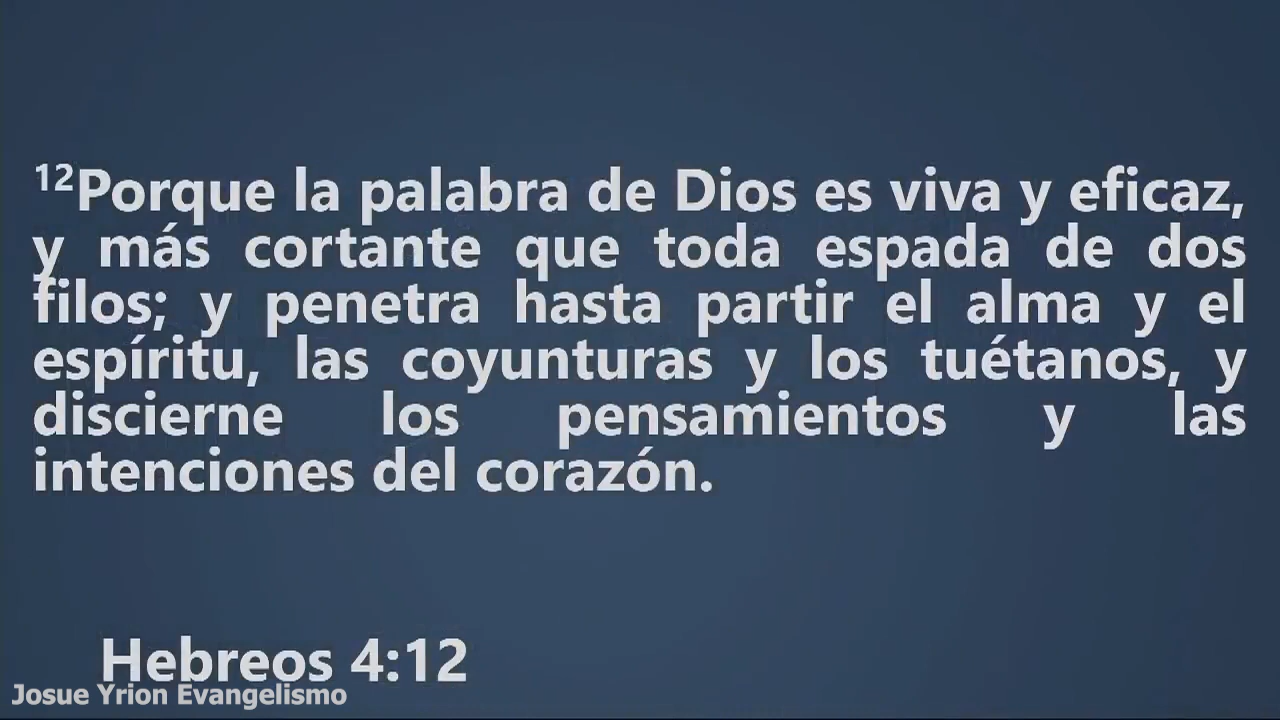 ¹²Porque la palabra de Dios es viva y eficaz,
y más cortante que toda espada de dos
filos; y penetra hasta partir el alma y el
espíritu, las coyunturas y los tuétanos, y
discierne los pensamientos y las
intenciones del corazón.
Hebreos 4:12
Josue Yrion Evangelismo